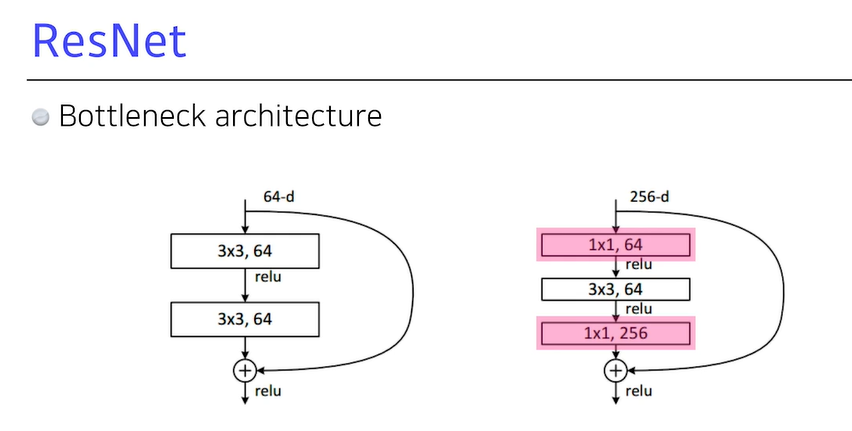 ResNet
Bottleneck architecture
64-d
3x3, 64
relu
3x3, 64
relu
256-d
1x1, 64
relu
3x3, 64
relu
1x1, 256
relu